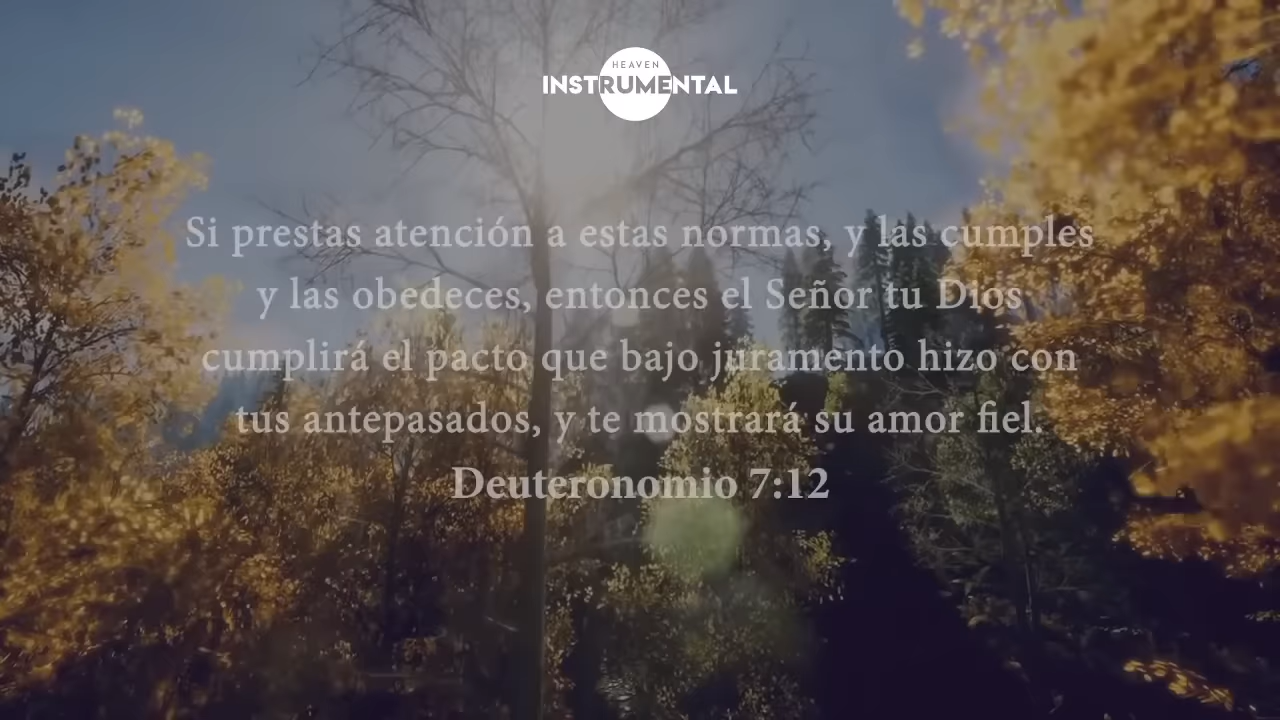 HEAVEN
INSTRUMENTAL
Si prestas atención a estas normas, y las cumples
y las obedeces, entonces el Señor tu Dios
cumplirá el pacto que bajo juramento hizo con
tus antepasados, y te mostrará su amor fiel.
Deuteronomio 7:12